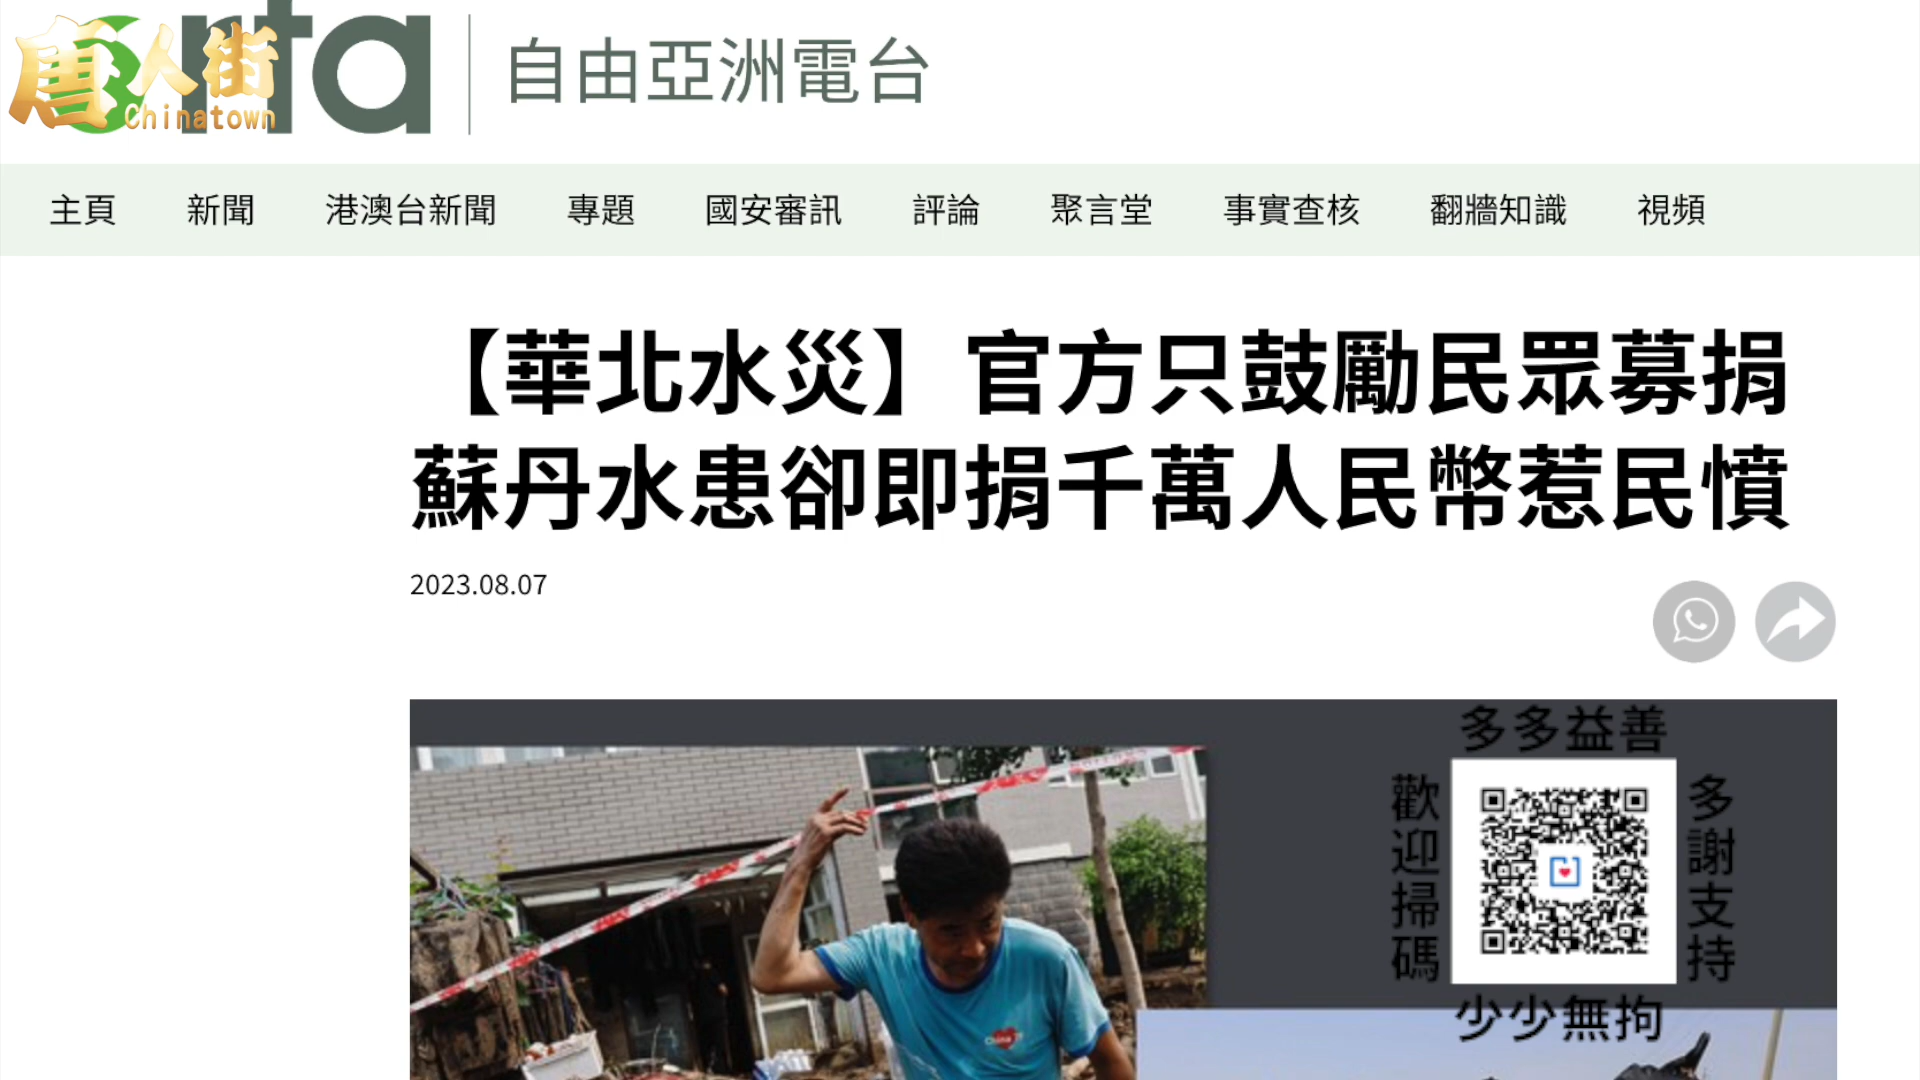 唐人街
Chinatown
rfa
自由亞洲電台
主頁 新聞 港澳台新聞 專題 國安審訊 評論 聚言堂 事實查核 翻牆知識 視頻
【華北水災】官方只鼓勵民眾募捐
蘇丹水患卻即捐千萬人民幣惹民憤
2023.08.07
多多益善
歡迎掃碼
多謝支持
少少無拘
China